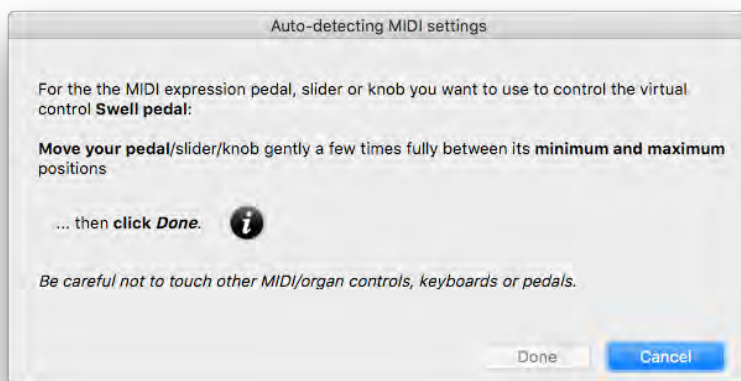 Auto-detecting MIDI settings
For the the MIDI expression pedal, slider or knob you want to use to control the virtual
control Swell pedal:
Move your pedal/slider/knob gently a few times fully between its minimum and maximum
positions
... then click Done.
Be careful not to touch other MIDI/organ controls, keyboards or pedals.
Done Cancel